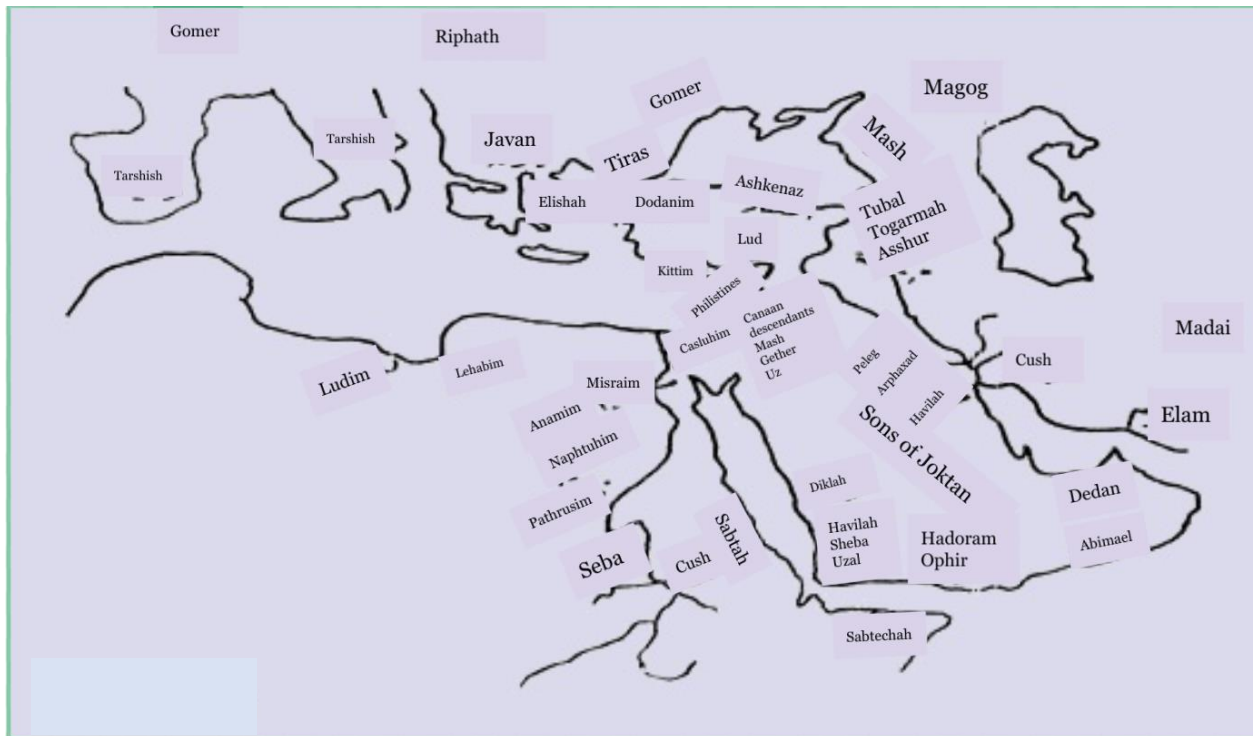 Gomer
Riphath
Gomer
Magog
Mash
Javan
Tarshish
Tarshish
Tiras
Ashkenaz
Elishah
Dodanim
Tubal
Togarmah
Asshur
Lud
Kittim
Philistines
Casluhim
Canaan
descendants
Mash
Gether
Uz
Madai
Cush
Peleg
Arphaxad
Havilah
Ludim
Lehabim
Misraim
Anamim
Naphtuhim
Pathrusim
Elam
Sons of Joktan
Diklah
Dedan
Abimael
Havilah
Sheba
Uzal
Hadoram
Ophir
Seba
Cush
Sabtah
Sabtechah